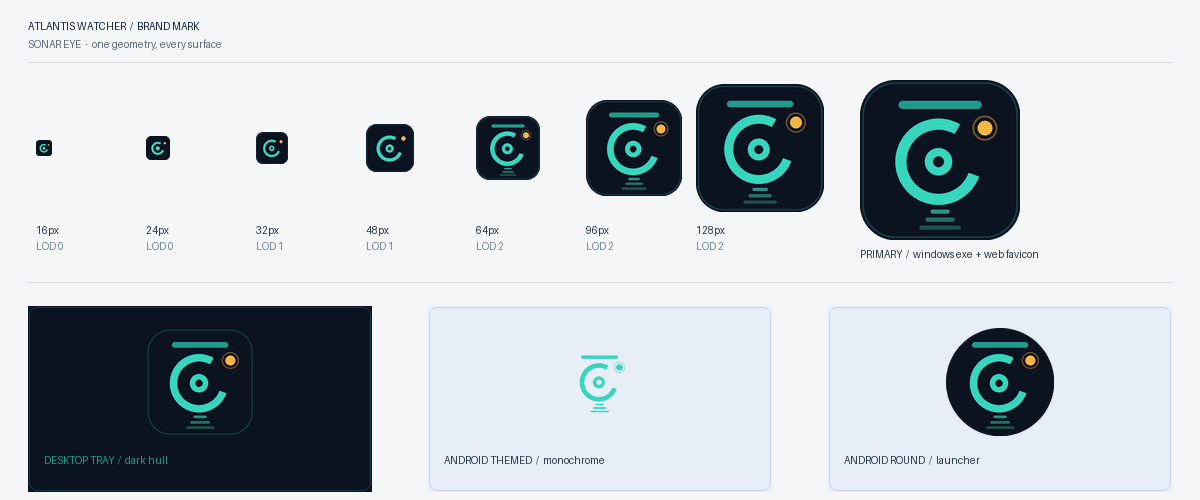 ATLANTIS WATCHER / BRAND MARK
SONAR EYE - one geometry, every surface
16px
LOD 0
24px
LOD 0
32px
LOD 1
48px
LOD 1
64px
LOD 2
96px
LOD 2
128px
LOD 2
PRIMARY / windows exe + web favicon
DESKTOP TRAY / dark hull
ANDROID THEMED / monochrome
ANDROID ROUND / launcher